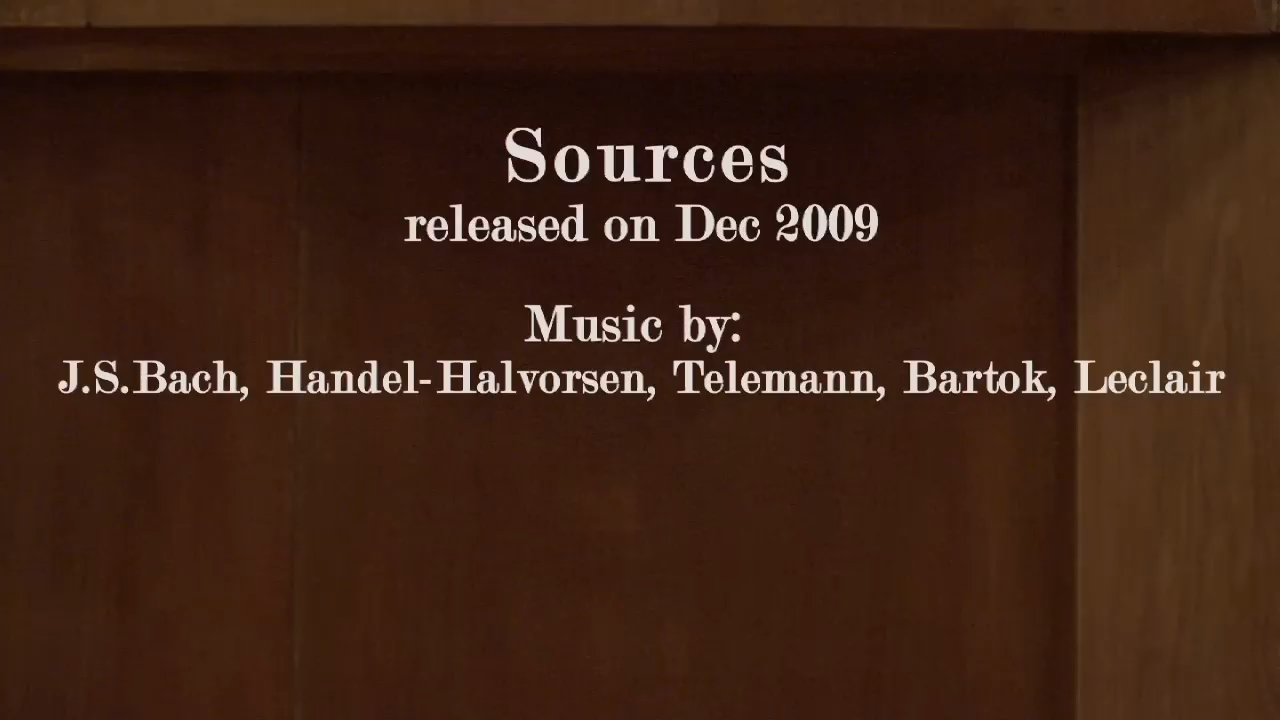 Sources
released on Dec 2009
Music by:
J.S.Bach, Handel-Halvorsen, Telemann, Bartok, Leclair